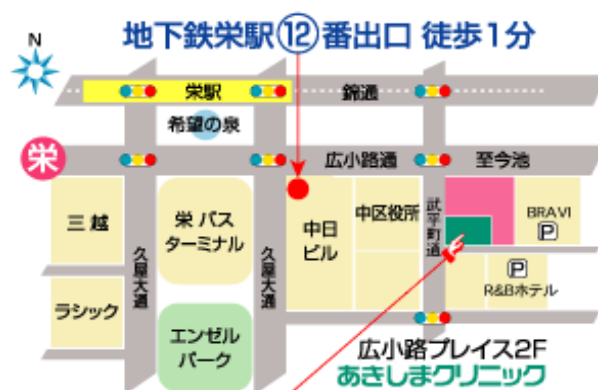 地下鉄栄駅⑫番出口 徒歩1分
N
栄駅
錦通
希望の泉
栄
広小路通
至今池
三越
栄 バス
ターミナル
中日
ビル
中区役所
武平町通
BRAVI
P
久屋大通
久屋大通
P
R&Bホテル
ラシック
エンゼル
パーク
広小路プレイス2F
あきしまクリニック